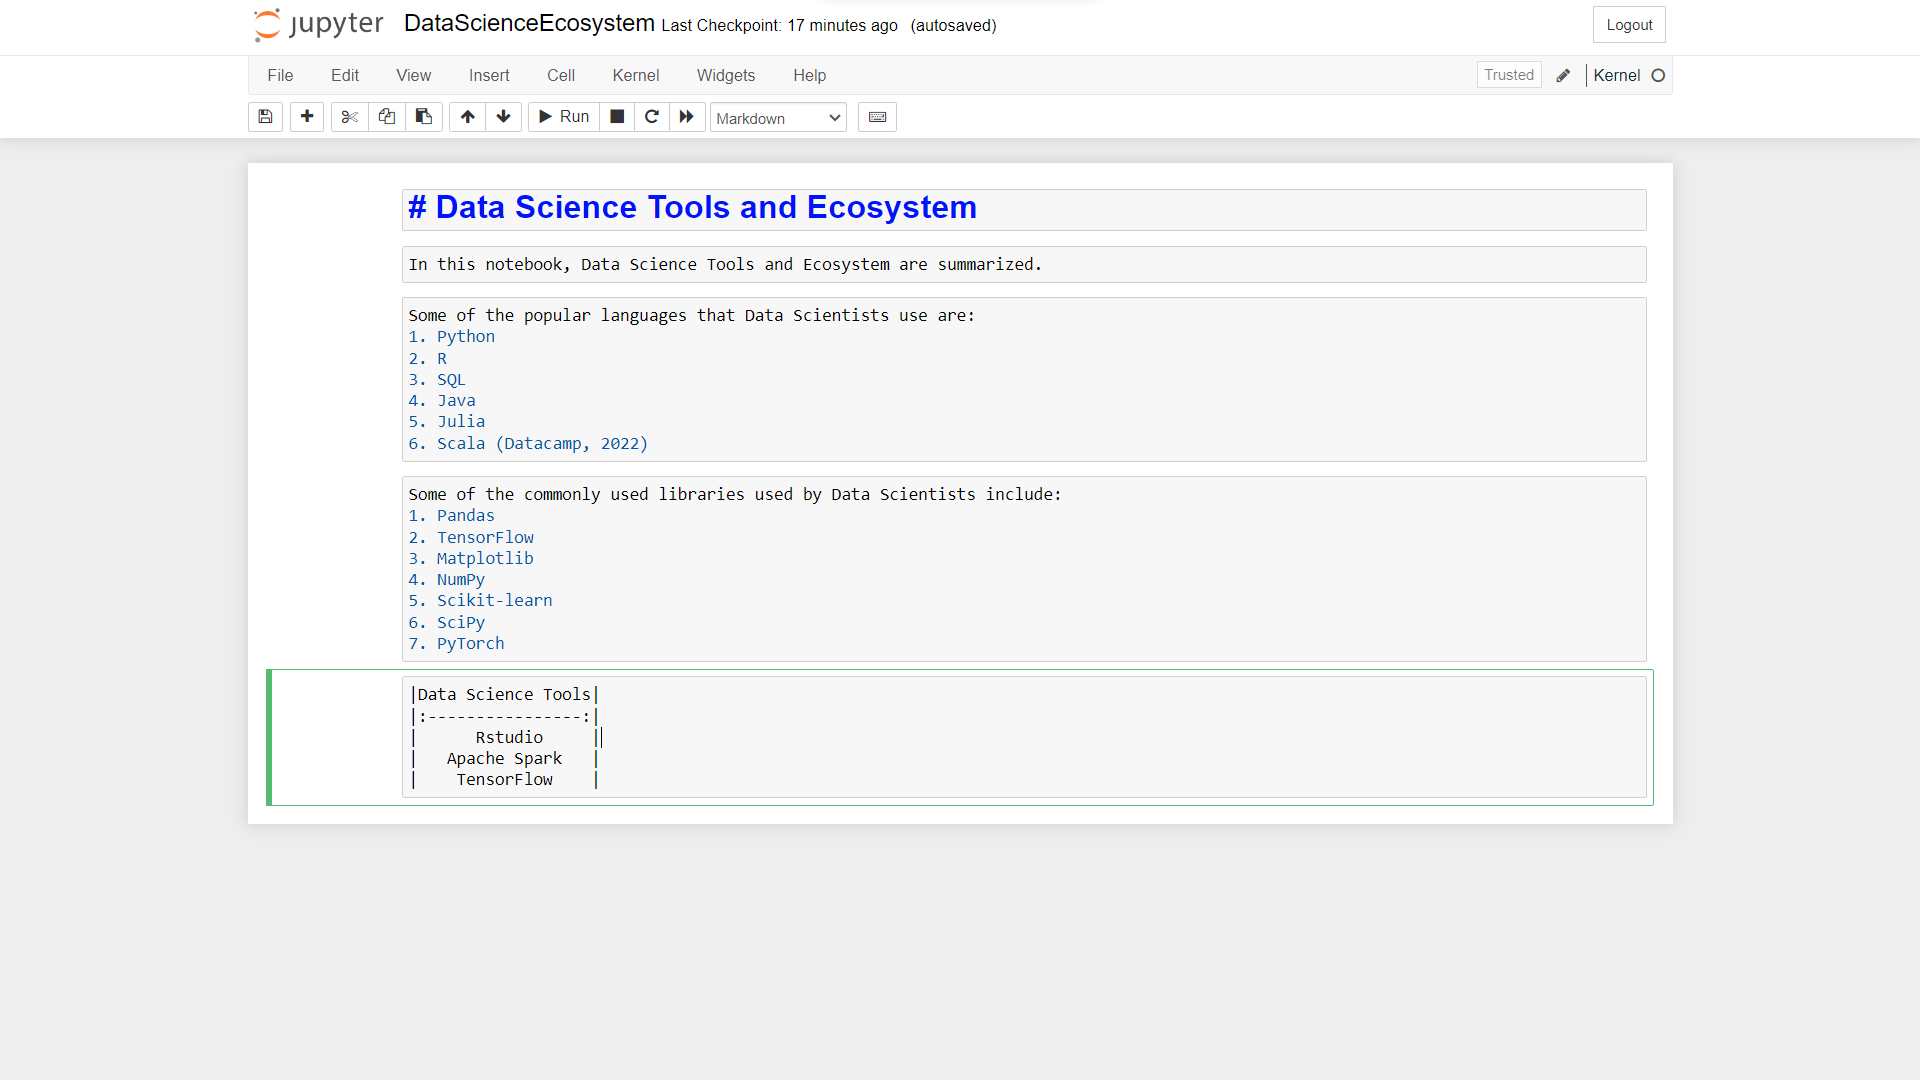 jupyter DataScienceEcosystem Last Checkpoint: 17 minutes ago (autosaved) Logout
File Edit View Insert Cell Kernel Widgets Help Trusted Kernel
Run Markdown
# Data Science Tools and Ecosystem
In this notebook, Data Science Tools and Ecosystem are summarized.
Some of the popular languages that Data Scientists use are:
1. Python
2. R
3. SQL
4. Java
5. Julia
6. Scala (Datacamp, 2022)
Some of the commonly used libraries used by Data Scientists include:
1. Pandas
2. TensorFlow
3. Matplotlib
4. NumPy
5. Scikit-learn
6. SciPy
7. PyTorch
|Data Science Tools|
|:----------------:|
|      Rstudio     |
|   Apache Spark   |
|    TensorFlow    |